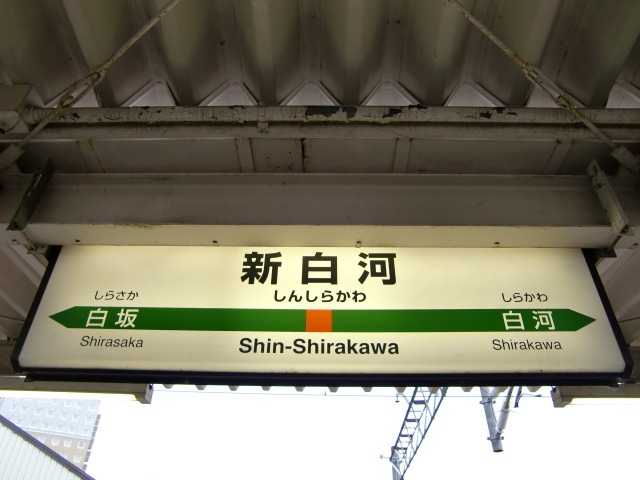 新白河
しんしらかわ
しらさか
しらかわ
白坂
白河
Shirasaka
Shin-Shirakawa
Shirakawa